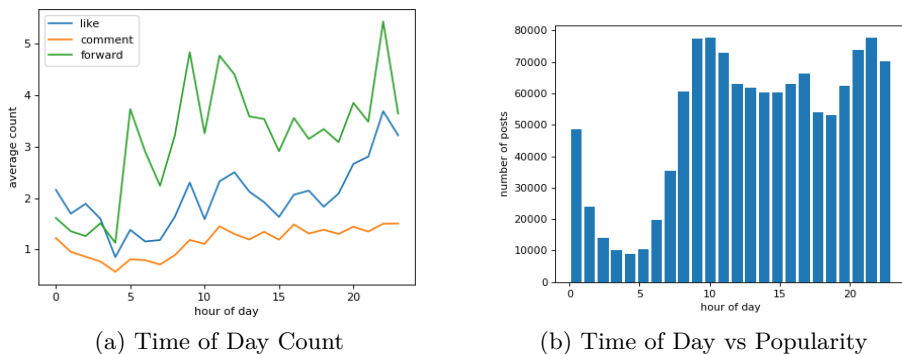 like
comment
forward
average count
5
4
3
2
1
0 5 10 15 20
hour of day
(a) Time of Day Count
number of posts
80000
70000
60000
50000
40000
30000
20000
10000
0
0 5 10 15 20
hour of day
(b) Time of Day vs Popularity